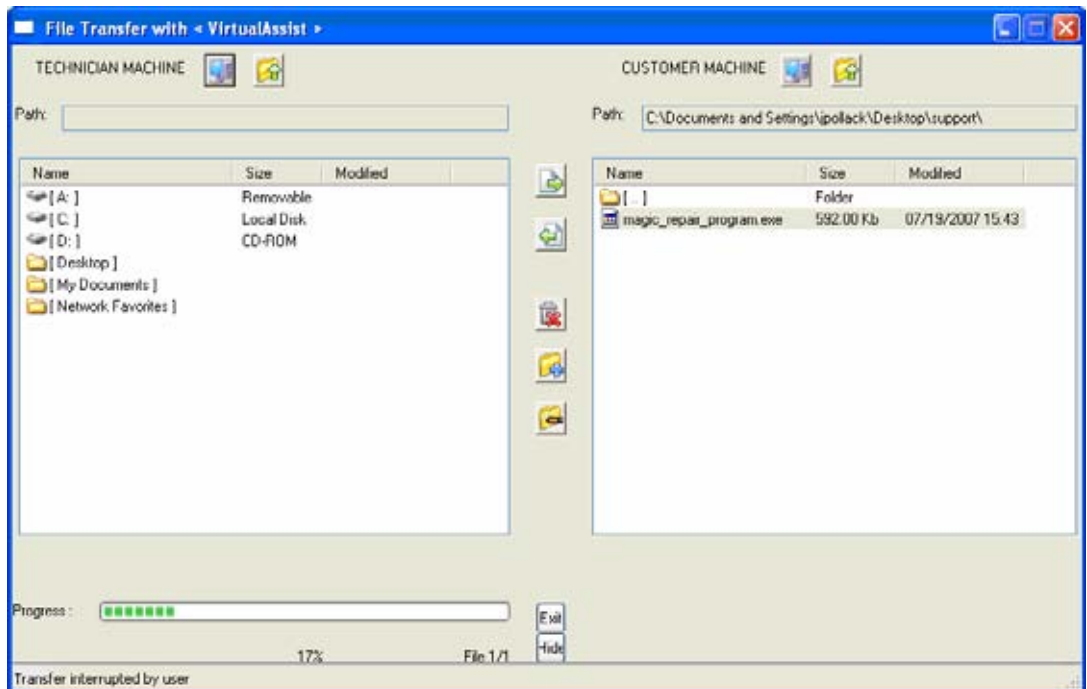 File Transfer with < VirtualAssist >
TECHNICIAN MACHINE
CUSTOMER MACHINE
Path:
Path: C:\Documents and Settings\jpollack\Desktop\support\
Name Size Modified
[ A: ] Removable
[ C: ] Local Disk
[ D: ] CD-ROM
[ Desktop ]
[ My Documents ]
[ Network Favorites ]
Name Size Modified
[ .. ] Folder
magic_repair_program.exe 592.00 Kb 07/19/2007 15:43
Progress :
17% File 1/1
Exit
Hide
Transfer interrupted by user